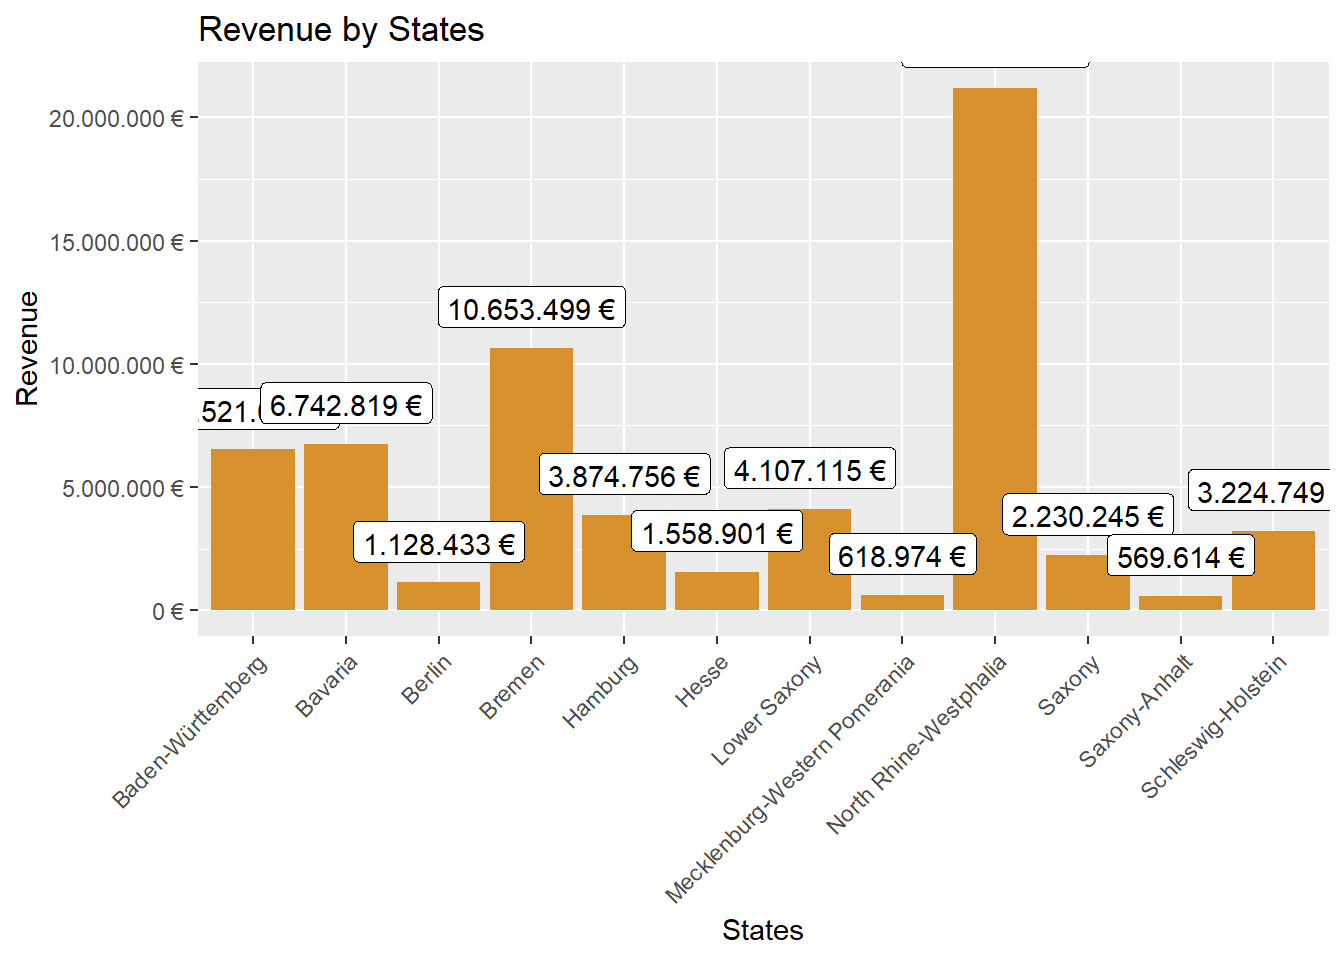 Revenue by States
Revenue
20.000.000 €
15.000.000 €
10.000.000 €
5.000.000 €
0 €
6.742.819 €
1.128.433 €
10.653.499 €
3.874.756 €
1.558.901 €
4.107.115 €
618.974 €
2.230.245 €
569.614 €
3.224.749
Baden-Württemberg
Bavaria
Berlin
Bremen
Hamburg
Hesse
Lower Saxony
Mecklenburg-Western Pomerania
North Rhine-Westphalia
Saxony
Saxony-Anhalt
Schleswig-Holstein
States